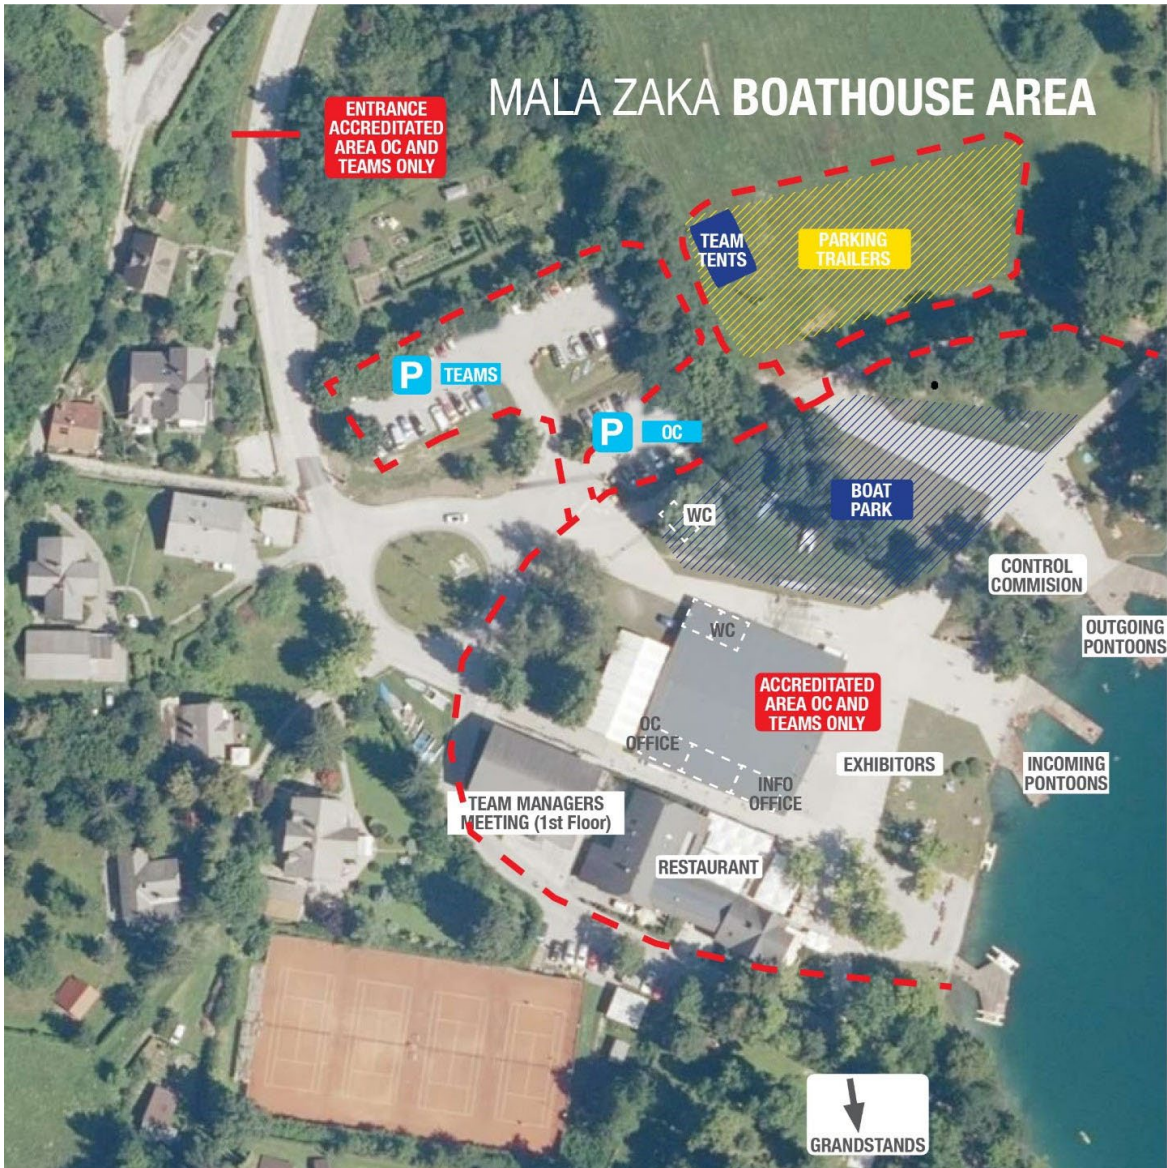 MALA ZAKA BOATHOUSE AREA
ENTRANCE
ACCREDITATED
AREA OC AND
TEAMS ONLY
TEAM
TENTS
PARKING
TRAILERS
P TEAMS
P OC
BOAT
PARK
WC
CONTROL
COMMISION
OUTGOING
PONTOONS
WC
ACCREDITATED
AREA OC AND
TEAMS ONLY
OC
OFFICE
EXHIBITORS
INCOMING
PONTOONS
INFO
OFFICE
TEAM MANAGERS
MEETING (1st Floor)
RESTAURANT
GRANDSTANDS